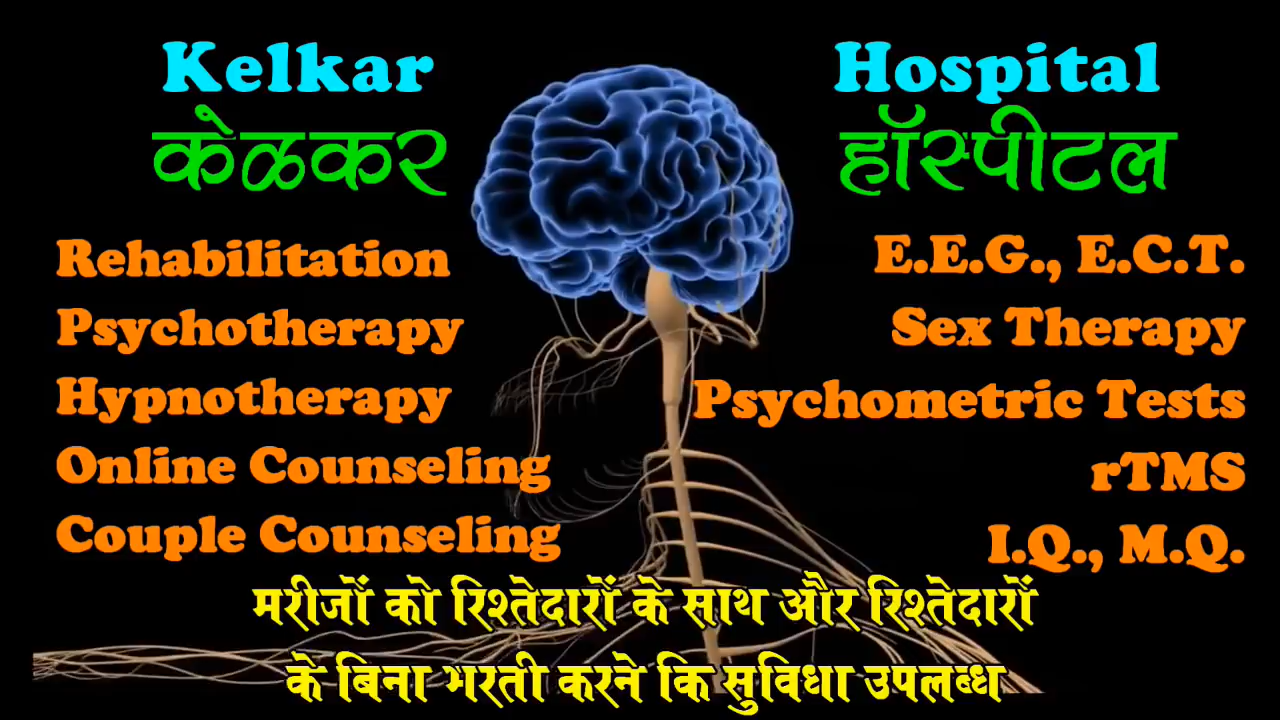 Kelkar Hospital
केळकर हॉस्पीटल
Rehabilitation
Psychotherapy
Hypnotherapy
Online Counseling
Couple Counseling
E.E.G., E.C.T.
Sex Therapy
Psychometric Tests
rTMS
I.Q., M.Q.
मरीजों को रिश्तेदारों के साथ और रिश्तेदारों
के बिना भरती करने कि सुविधा उपलब्ध